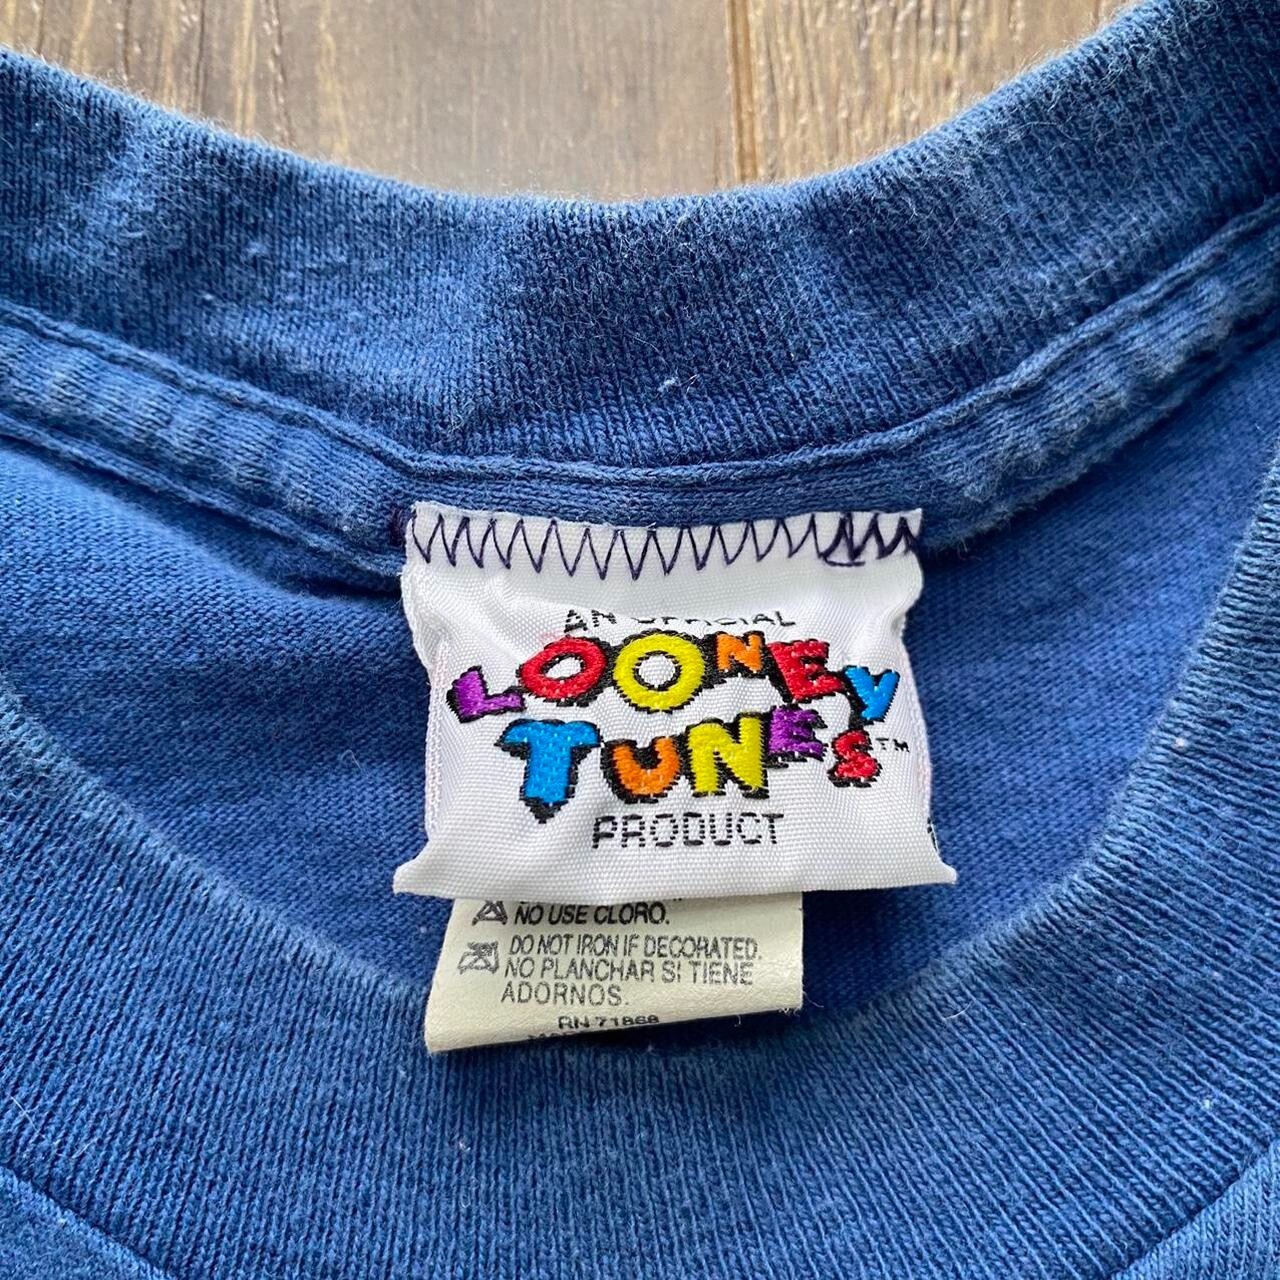 AN OFFICIAL
LOONEY
TUNES™
PRODUCT
NO USE CLORO.
DO NOT IRON IF DECORATED.
NO PLANCHAR SI TIENE
ADORNOS.
RN 71868